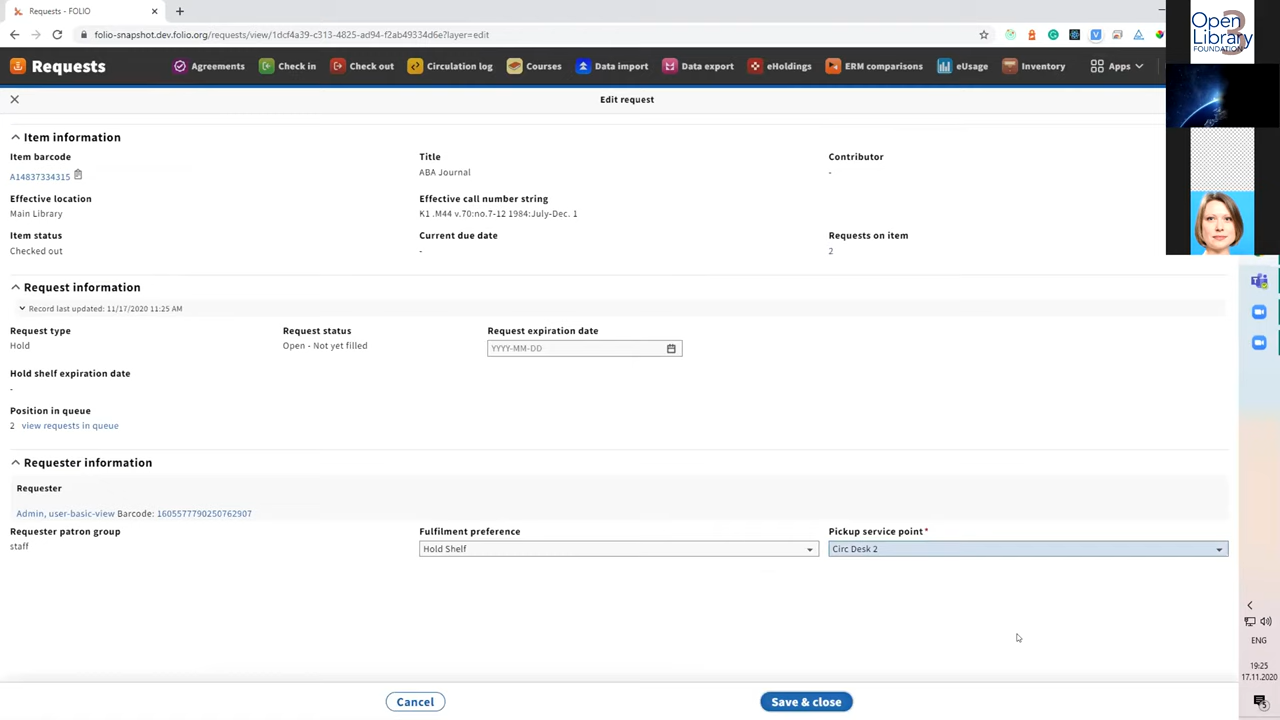 Requests - FOLIO
folio-snapshot.dev.folio.org/requests/view/1dcf4a39-c313-4825-ad94-f2ab49334d6e?layer=edit
Open
Library
FOUNDATION
3
Requests Agreements Check in Check out Circulation log Courses Data import Data export eHoldings ERM comparisons eUsage Inventory Apps
Edit request
Item information
Item barcode Title Contributor
A14837334315 ABA Journal -
Effective location Effective call number string
Main Library K1 .M44 v.70:no.7-12 1984:July-Dec. 1
Item status Current due date Requests on item
Checked out - 2
Request information
Record last updated: 11/17/2020 11:25 AM
Request type Request status Request expiration date
Hold Open - Not yet filled YYYY-MM-DD
Hold shelf expiration date
-
Position in queue
2 view requests in queue
Requester information
Requester
Admin, user-basic-view Barcode: 1605577790250762907
Requester patron group Fulfilment preference Pickup service point*
staff Hold Shelf Circ Desk 2
Cancel Save & close
ENG
19:25
17.11.2020